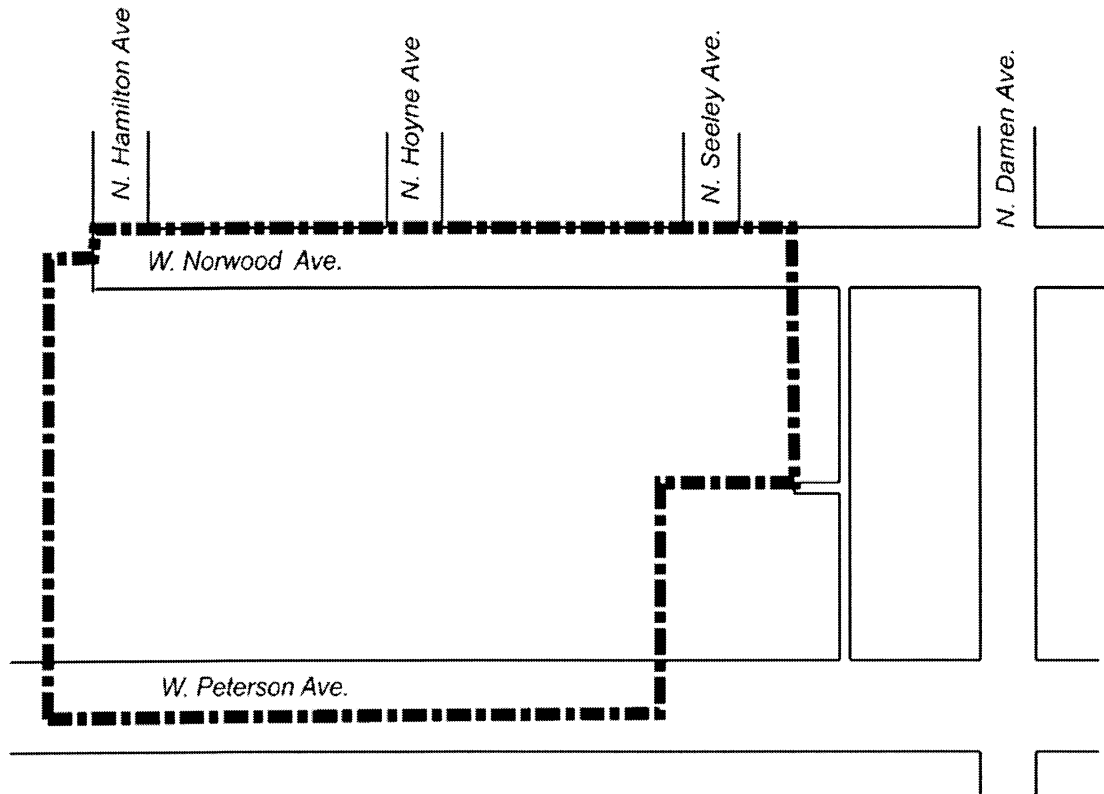 N. Hamilton Ave
N. Hoyne Ave
N. Seeley Ave.
N. Damen Ave.
W. Norwood Ave.
W. Peterson Ave.